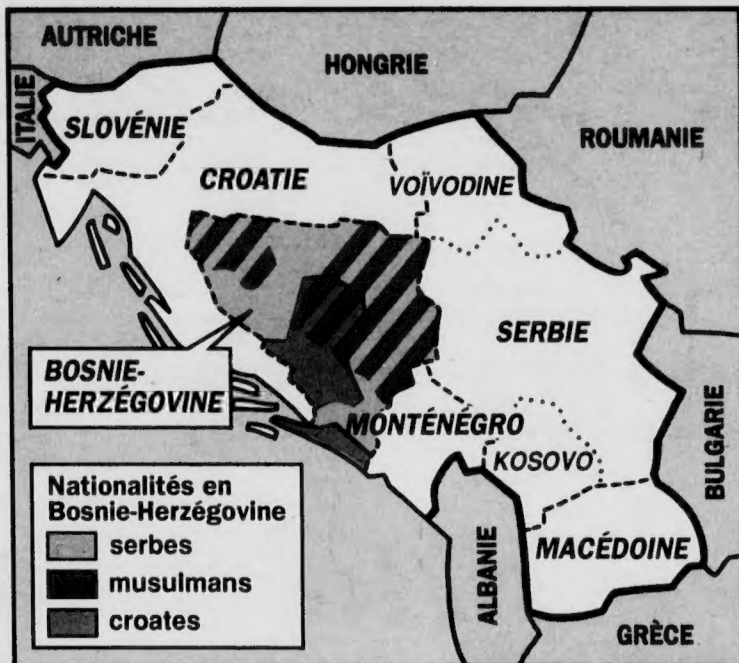 AUTRICHE
HONGRIE
ITALIE
SLOVÉNIE
ROUMANIE
CROATIE
VOÏVODINE
SERBIE
BOSNIE-
HERZÉGOVINE
MONTÉNÉGRO
KOSOVO
BULGARIE
Nationalités en
Bosnie-Herzégovine
serbes
musulmans
croates
ALBANIE
MACÉDOINE
GRÈCE